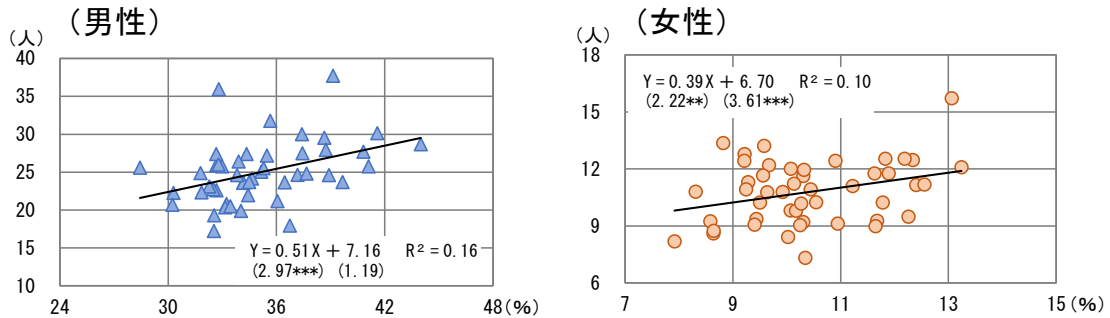 （男性）
（人）
40
35
30
25
20
15
10
24 30 36 42 48 (%)
Y = 0.51X + 7.16 R² = 0.16
(2.97***) (1.19)
（女性）
（人）
18
15
12
9
6
7 9 11 13 15 (%)
Y = 0.39X + 6.70 R² = 0.10
(2.22**) (3.61***)